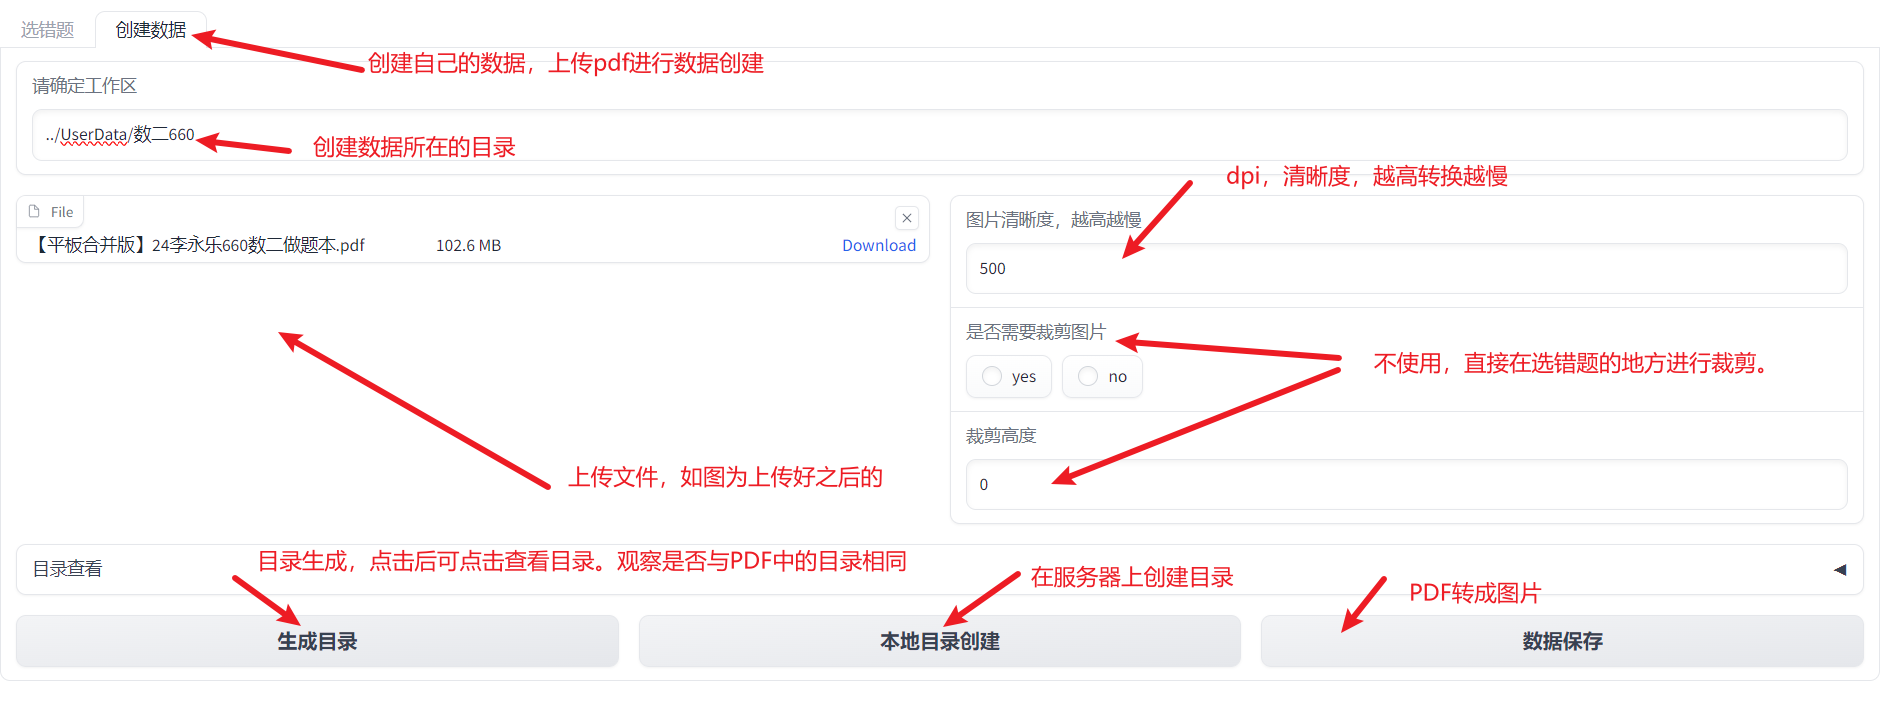 选错题
创建数据
创建自己的数据，上传pdf进行数据创建
请确定工作区
../UserData/数二660
创建数据所在的目录
dpi，清晰度，越高转换越慢
File
【平板合并版】24李永乐660数二做题本.pdf 102.6 MB Download
图片清晰度，越高越慢
500
是否需要裁剪图片
yes no
不使用，直接在选错题的地方进行裁剪。
裁剪高度
0
上传文件，如图为上传好之后的
目录查看
目录生成，点击后可点击查看目录。观察是否与PDF中的目录相同
在服务器上创建目录
PDF转成图片
生成目录
本地目录创建
数据保存